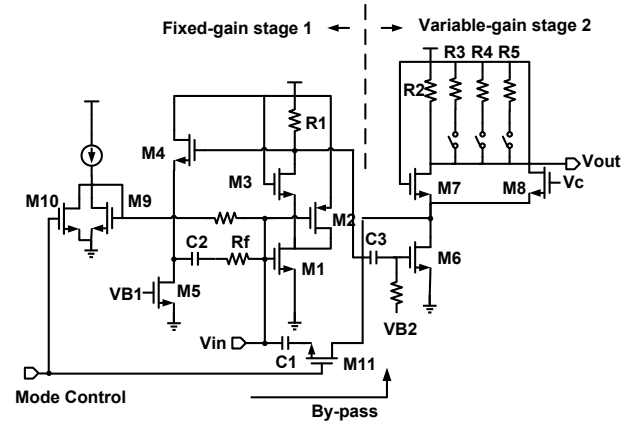 Fixed-gain stage 1
Variable-gain stage 2
R3 R4 R5
R2
R1
M4
M3
M7
M8
Vout
Vc
M10
M9
M2
C2
Rf
M1
C3
M6
M5
VB1
VB2
Vin
C1
M11
Mode Control
By-pass